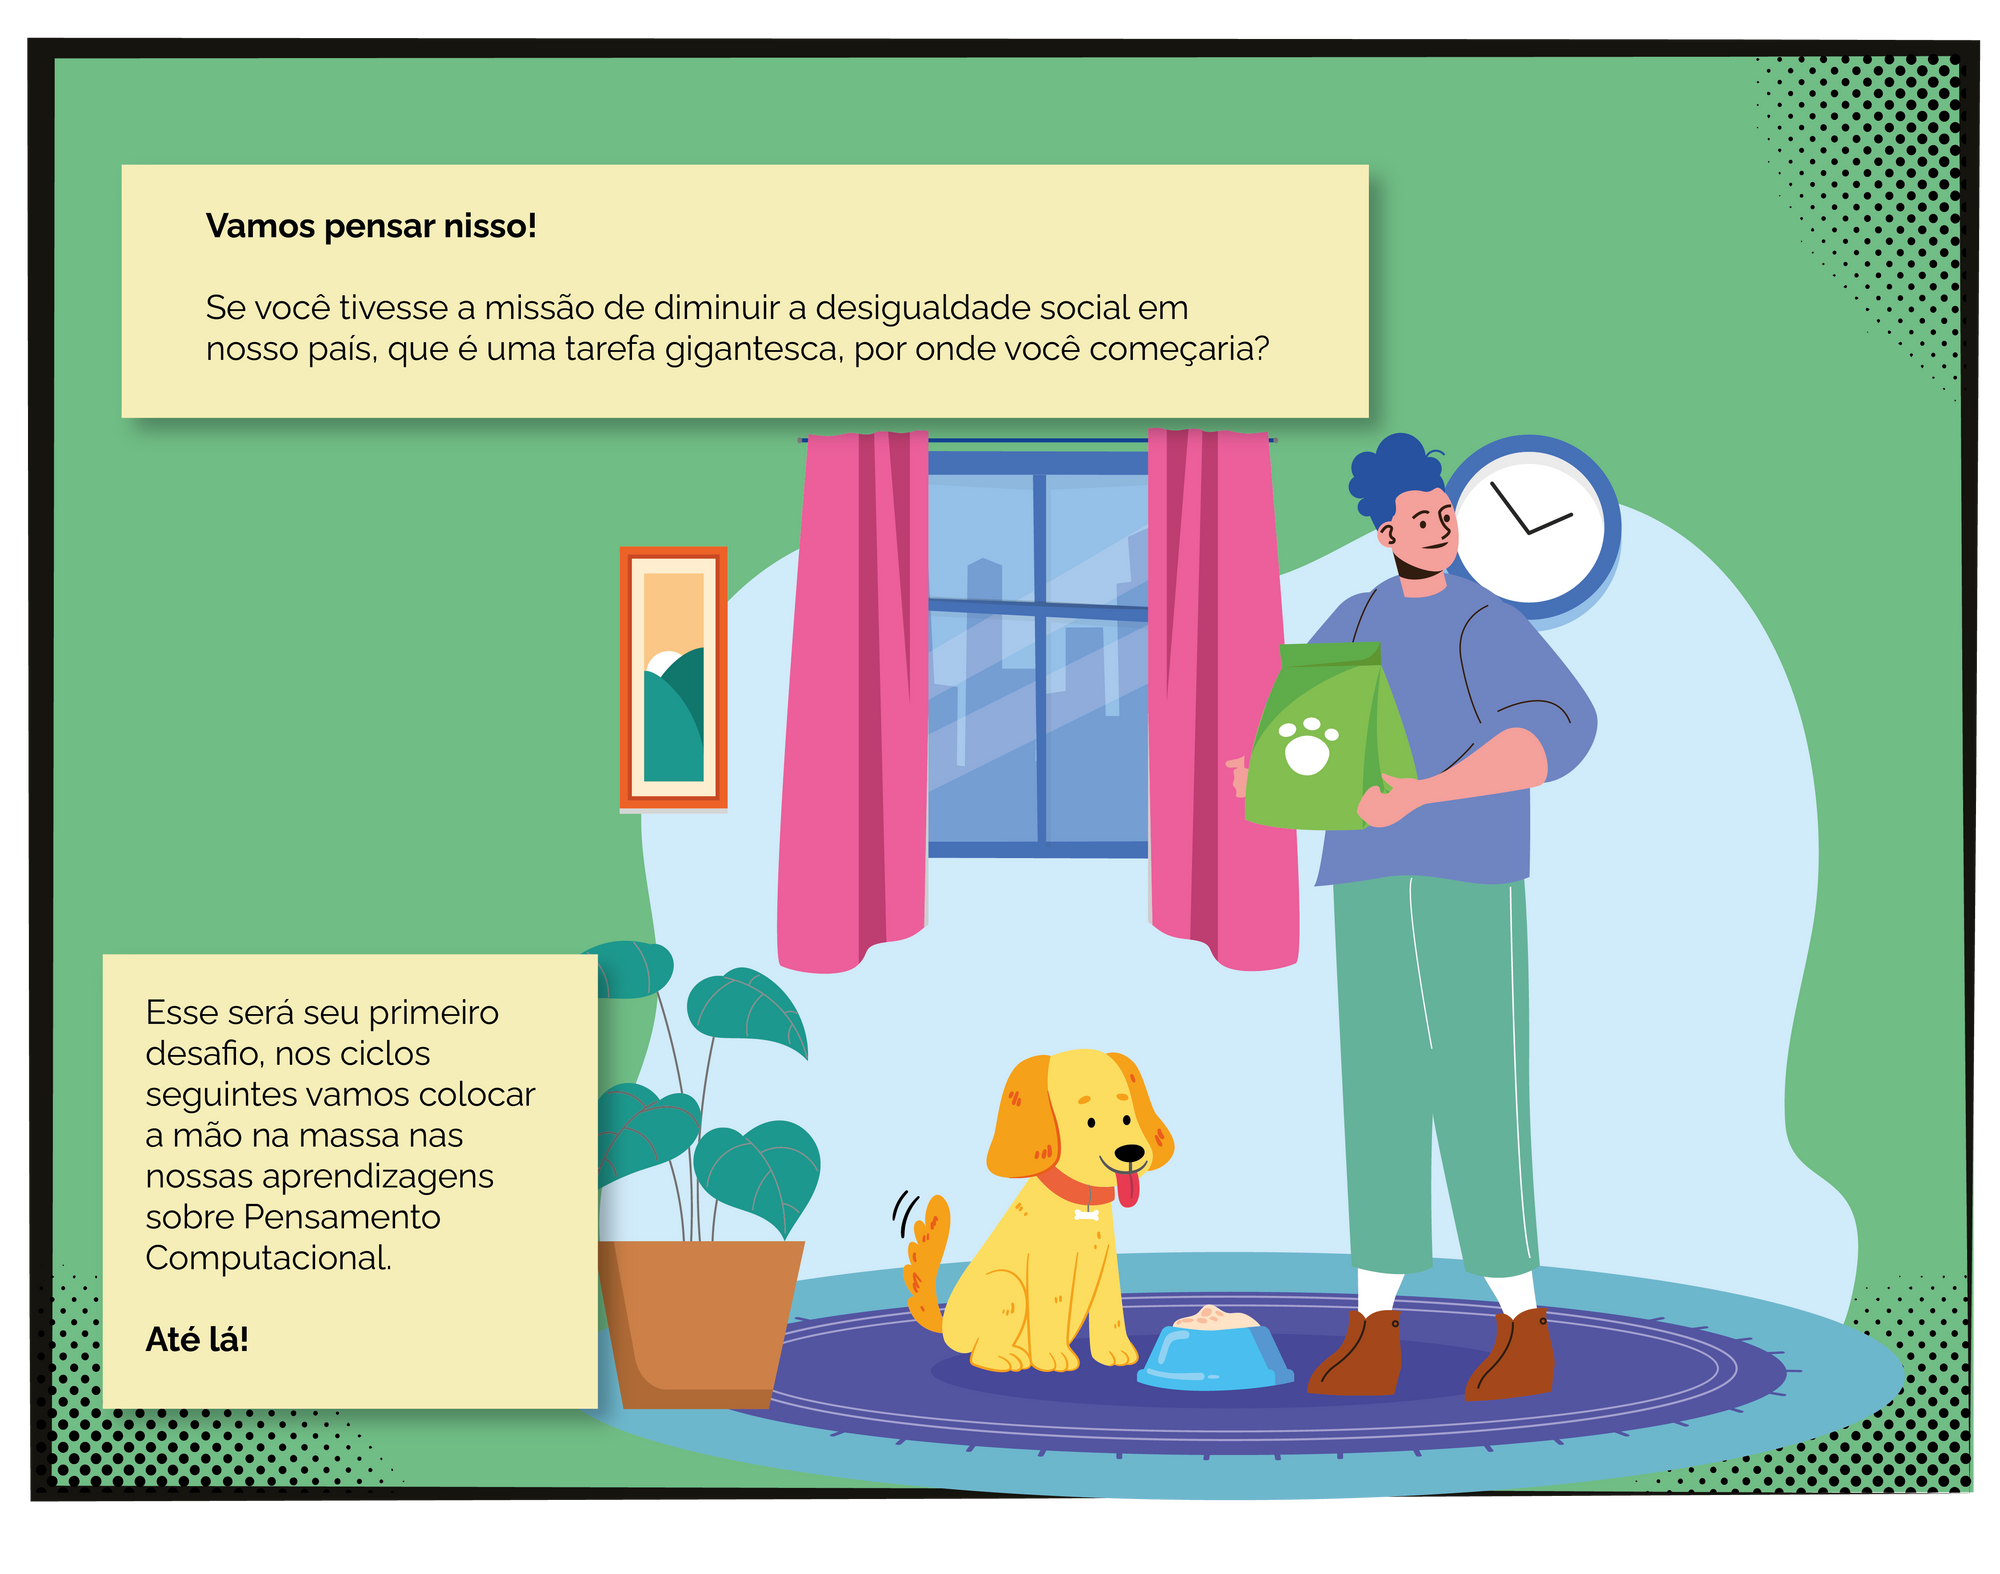 Vamos pensar nisso!
Se você tivesse a missão de diminuir a desigualdade social em
nosso país, que é uma tarefa gigantesca, por onde você começaria?
Esse será seu primeiro
desafio, nos ciclos
seguintes vamos colocar
a mão na massa nas
nossas aprendizagens
sobre Pensamento
Computacional.
Até lá!